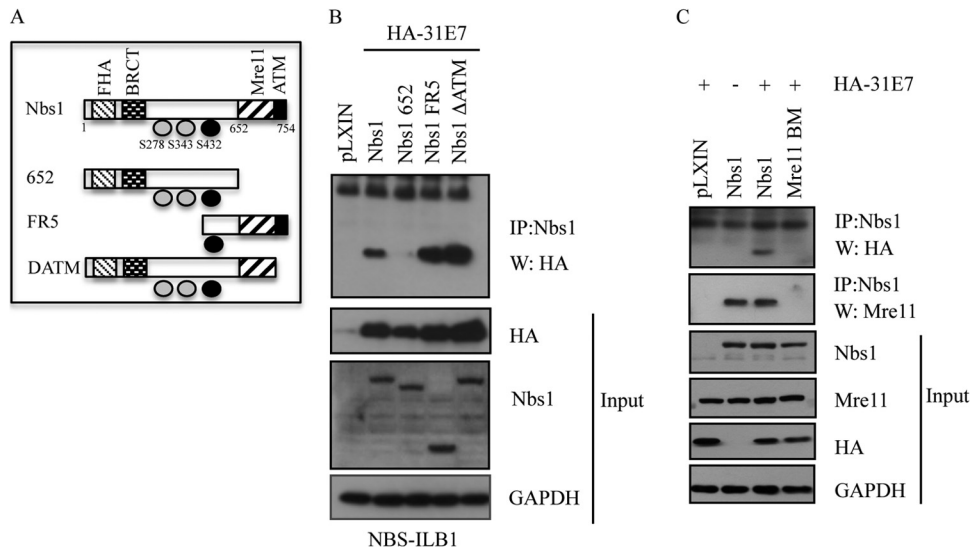 A
FHA
BRCT
Mre11
ATM
Nbs1
1
652
754
S278 S343 S432
652
FR5
DATM
B
HA-31E7
pLXIN
Nbs1
Nbs1 652
Nbs1 FR5
Nbs1 ΔATM
IP:Nbs1
W: HA
HA
Nbs1
GAPDH
Input
NBS-ILB1
C
+ - + + HA-31E7
pLXIN
Nbs1
Nbs1
Mre11 BM
IP:Nbs1
W: HA
IP:Nbs1
W: Mre11
Nbs1
Mre11
HA
GAPDH
Input